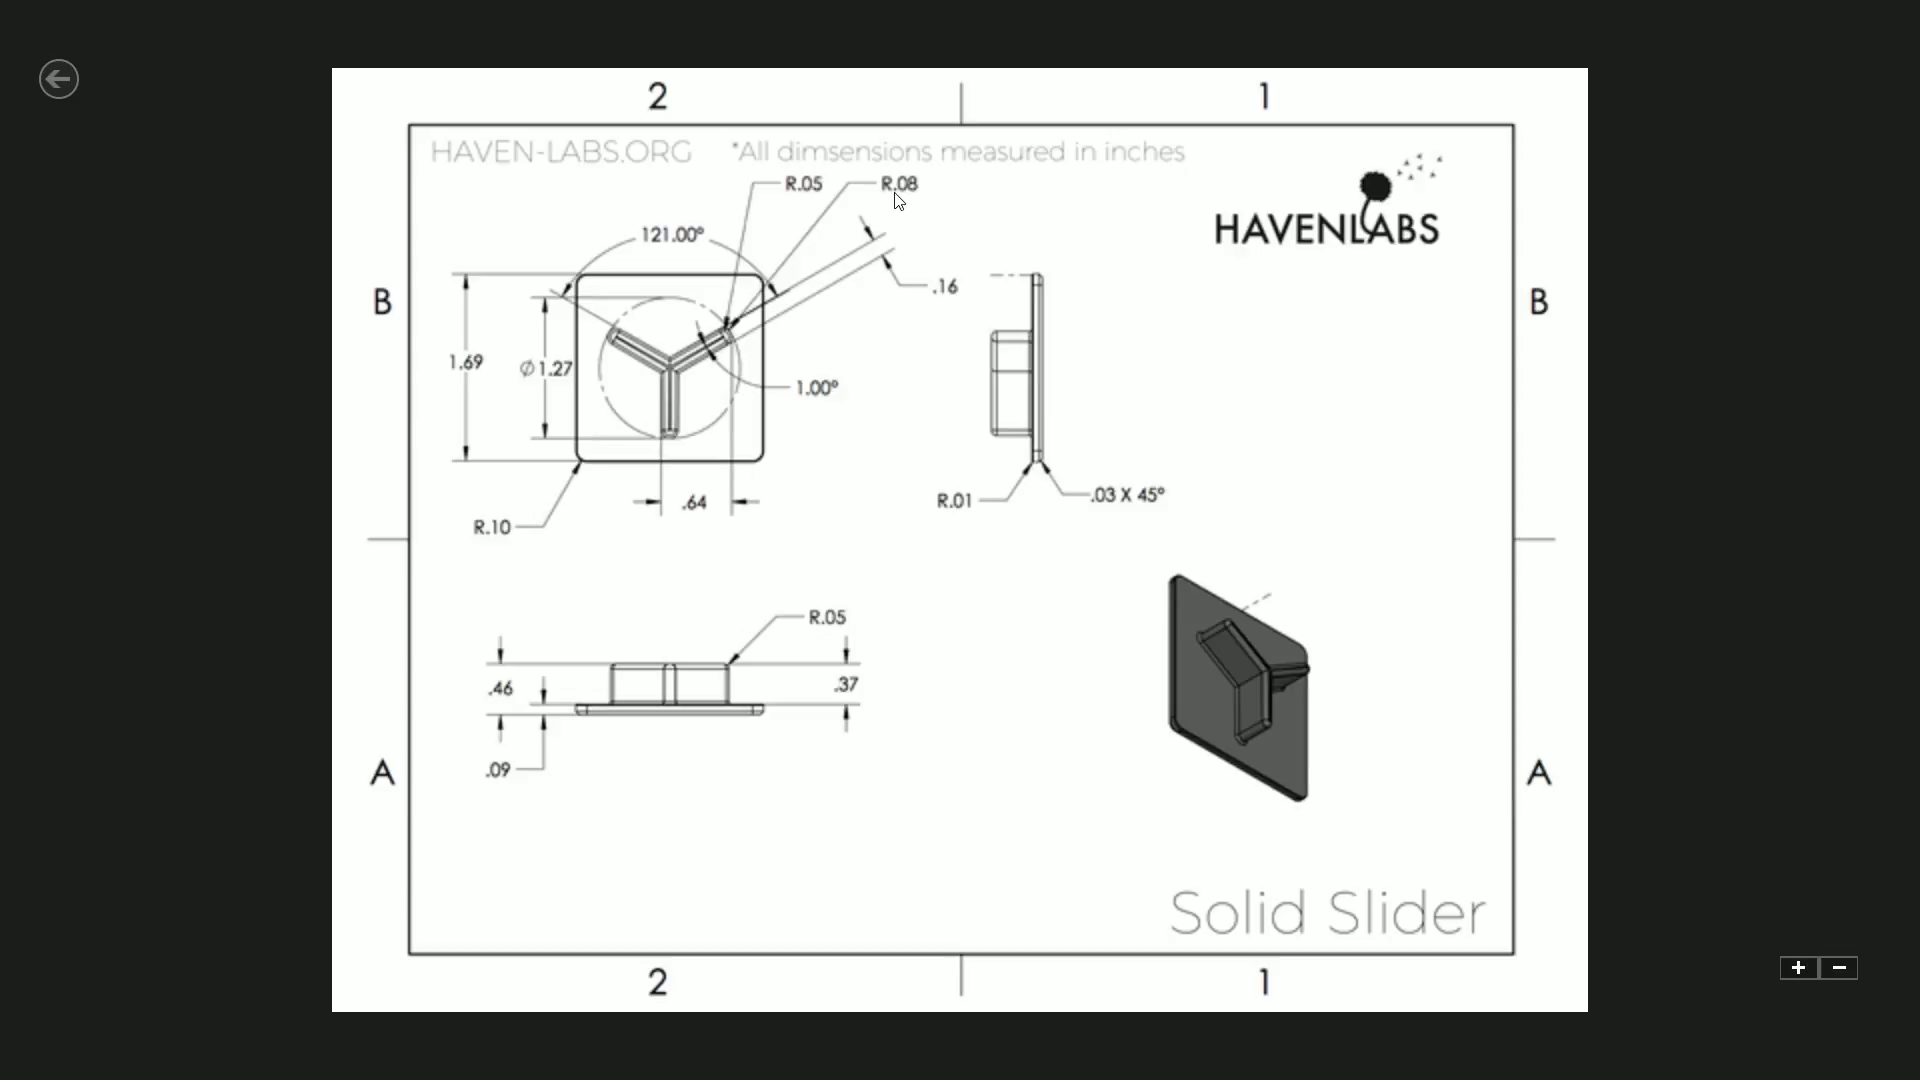 2 1
HAVEN-LABS.ORG *All dimsensions measured in inches
R.05 R.08
HAVENLABS
121.00°
B .16 B
1.69 ∅1.27
1.00°
.64 R.01 .03 X 45°
R.10
R.05
.46 .37
.09
A A
Solid Slider
2 1